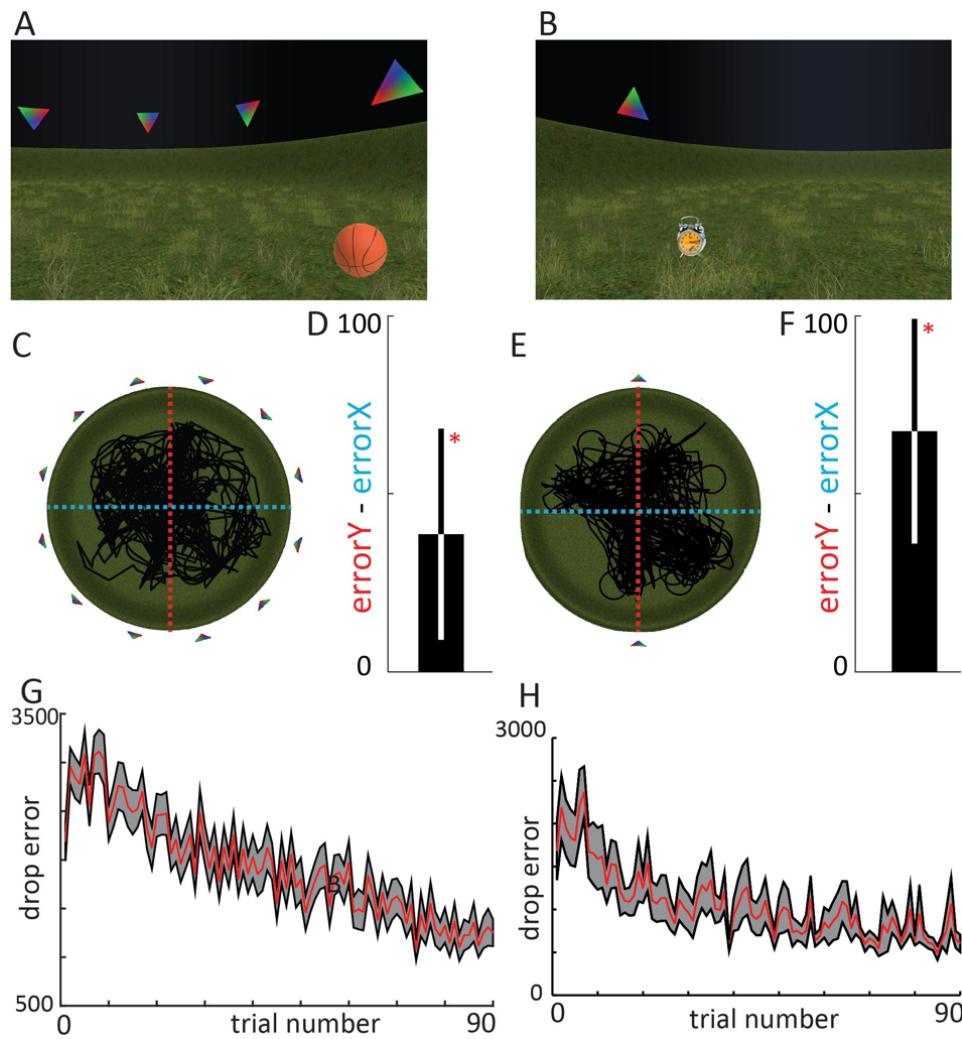 A
B
C
D
100
errorY - errorX
0
*
E
F
100
errorY - errorX
0
*
G
3500
drop error
500
B
0
trial number
90
H
3000
drop error
0
0
trial number
90